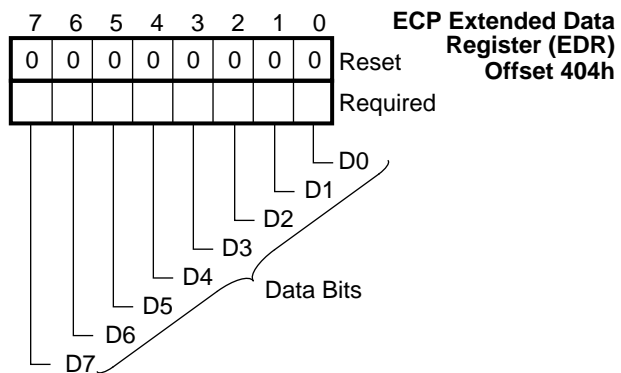 7 6 5 4 3 2 1 0
ECP Extended Data
Register (EDR)
Offset 404h
0 0 0 0 0 0 0 0 Reset
Required
D0
D1
D2
D3
D4
Data Bits
D5
D6
D7